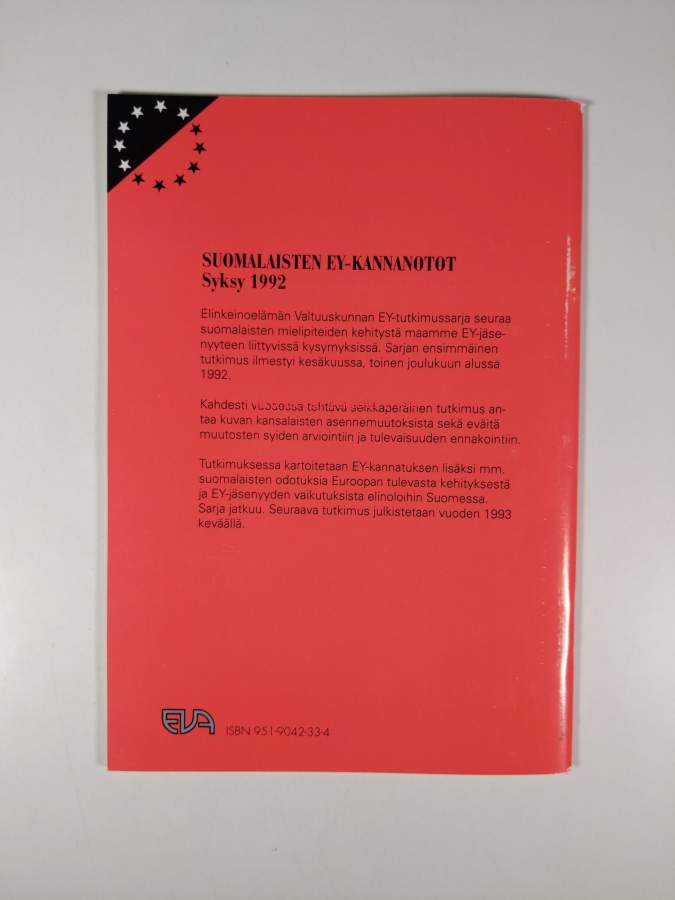 SUOMALAISTEN EY-KANNANOTOT
Syksy 1992
Elinkeinoelämän Valtuuskunnan EY-tutkimussarja seuraa
suomalaisten mielipiteiden kehitystä maamme EY-jäse-
nyyteen liittyvissä kysymyksissä. Sarjan ensimmäinen
tutkimus ilmestyi kesäkuussa, toinen joulukuun alussa
1992.
Kahdesti vuodessa tehtävä seikkaperäinen tutkimus an-
taa kuvan kansalaisten asennemuutoksista sekä eväitä
muutosten syiden arviointiin ja tulevaisuuden ennakointiin.
Tutkimuksessa kartoitetaan EY-kannatuksen lisäksi mm.
suomalaisten odotuksia Euroopan tulevasta kehityksestä
ja EY-jäsenyyden vaikutuksista elinoloihin Suomessa.
Sarja jatkuu. Seuraava tutkimus julkistetaan vuoden 1993
keväällä.
EVA ISBN 951-9042-33-4